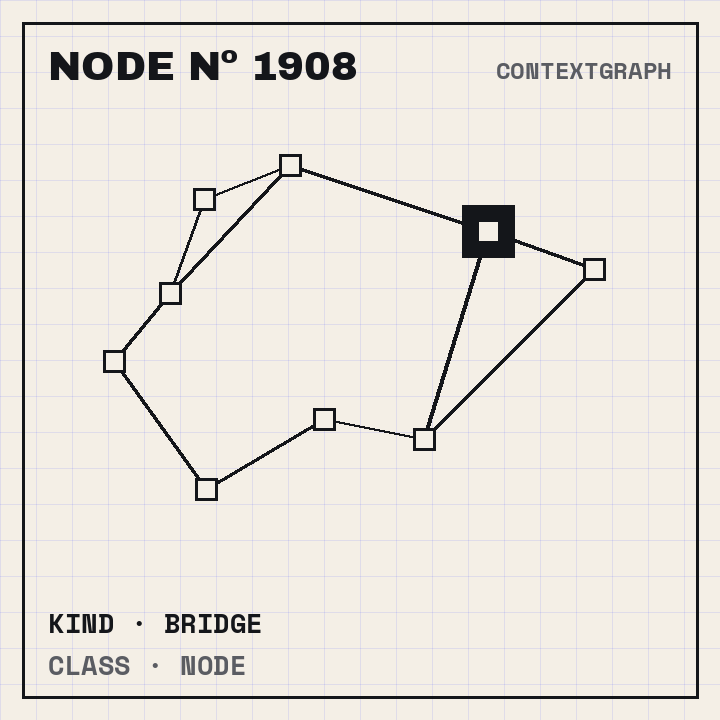 NODE Nº 1908
CONTEXTGRAPH
KIND · BRIDGE
CLASS · NODE